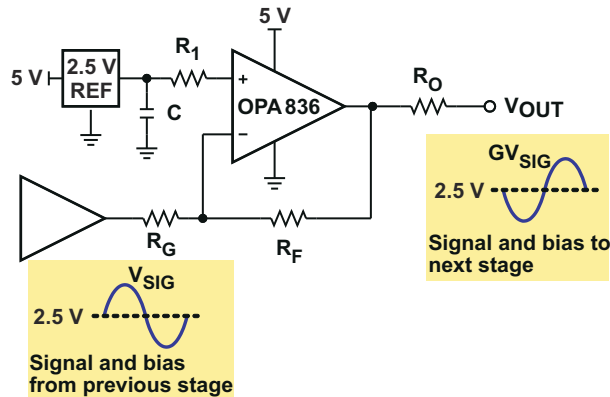 5 V
R1
5 V
2.5 V
REF
C
+
OPA836
−
RO
VOUT
GVSIG
2.5 V
Signal and bias to
next stage
RG
RF
VSIG
2.5 V
Signal and bias
from previous stage